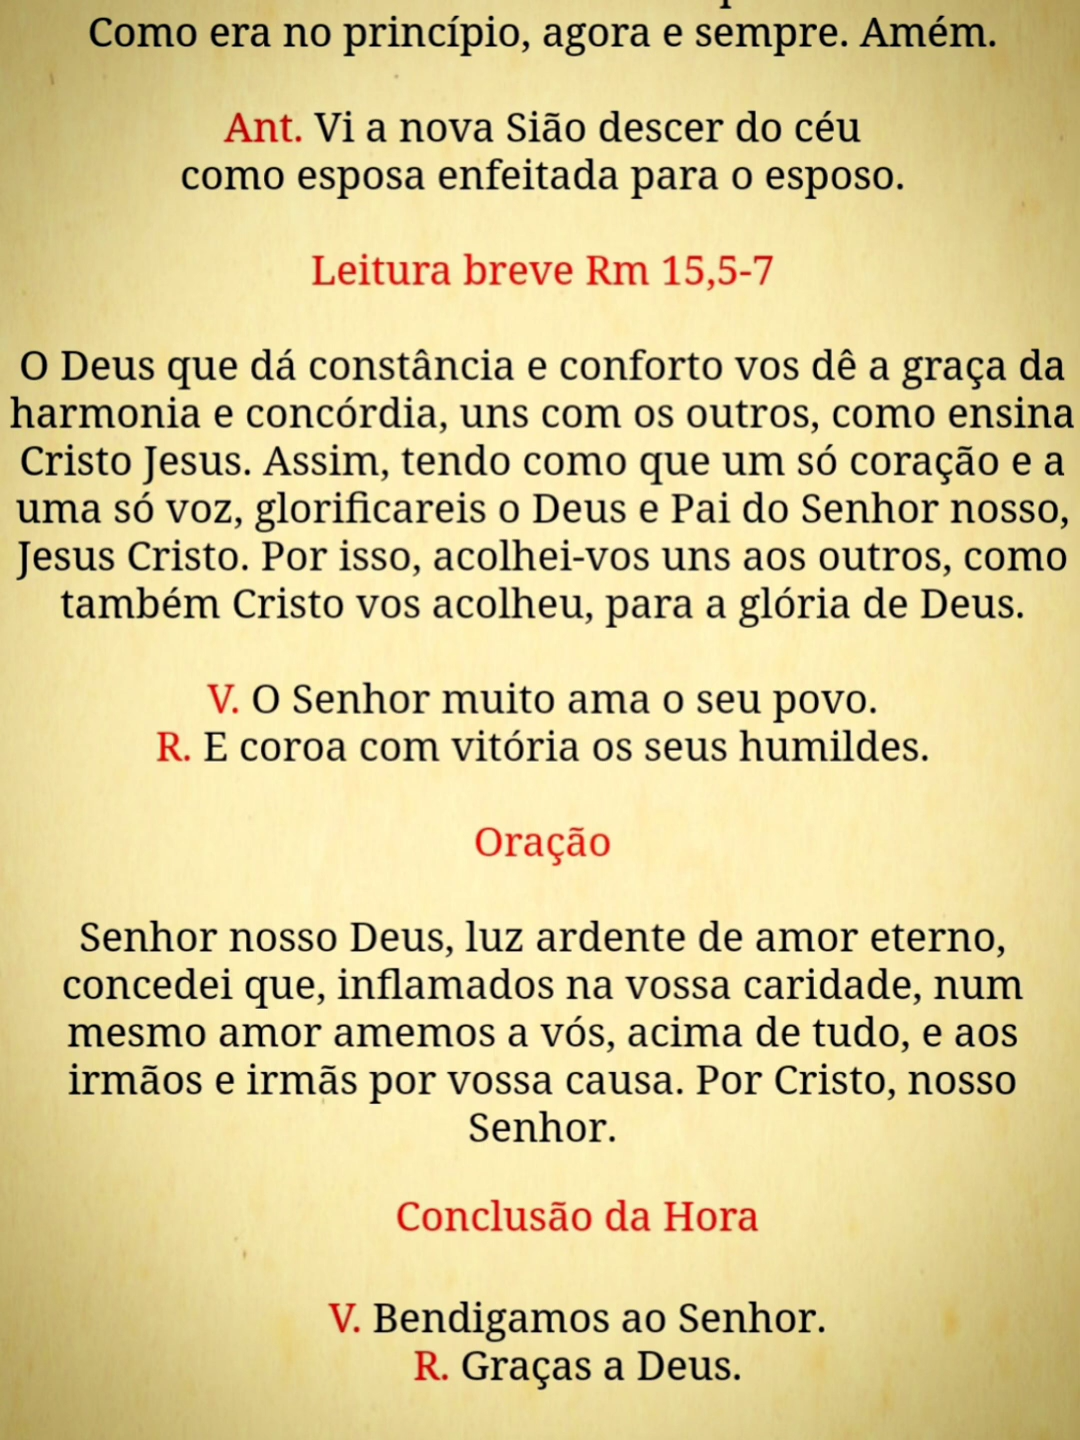 Como era no princípio, agora e sempre. Amém.
Ant. Vi a nova Sião descer do céu
como esposa enfeitada para o esposo.
Leitura breve Rm 15,5-7
O Deus que dá constância e conforto vos dê a graça da
harmonia e concórdia, uns com os outros, como ensina
Cristo Jesus. Assim, tendo como que um só coração e a
uma só voz, glorificareis o Deus e Pai do Senhor nosso,
Jesus Cristo. Por isso, acolhei-vos uns aos outros, como
também Cristo vos acolheu, para a glória de Deus.
V. O Senhor muito ama o seu povo.
R. E coroa com vitória os seus humildes.
Oração
Senhor nosso Deus, luz ardente de amor eterno,
concedei que, inflamados na vossa caridade, num
mesmo amor amemos a vós, acima de tudo, e aos
irmãos e irmãs por vossa causa. Por Cristo, nosso
Senhor.
Conclusão da Hora
V. Bendigamos ao Senhor.
R. Graças a Deus.